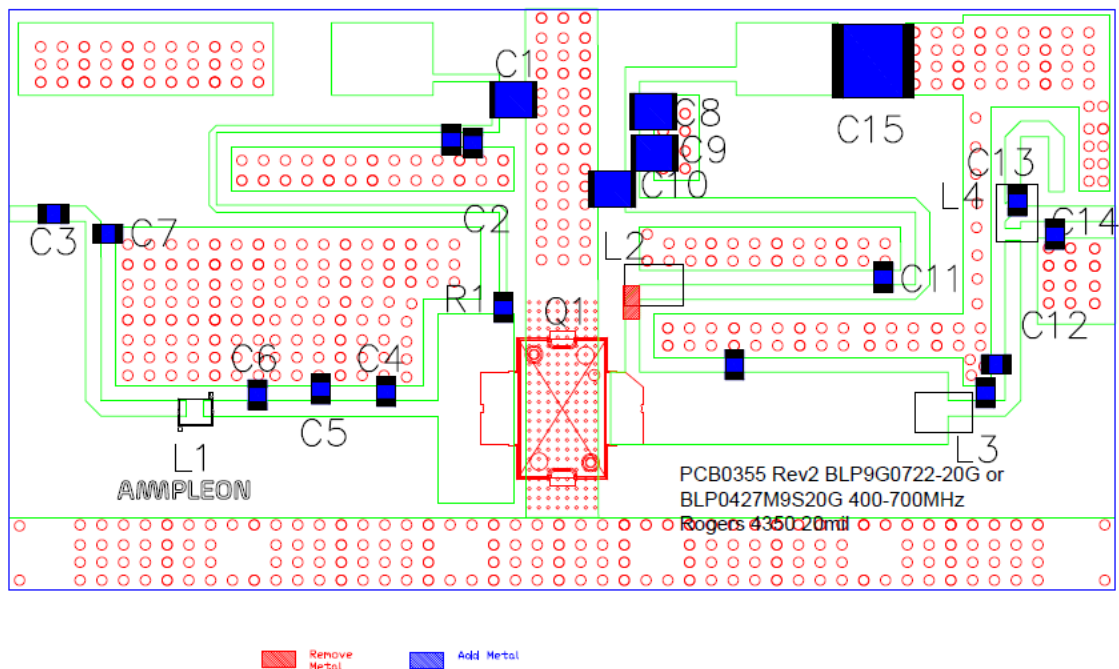 C1
C8
C9
C15
C10
C13
L4
C14
C2
C3
C7
L2
C11
R1
Q1
C12
C6
C4
C5
L3
L1
AMPLEON
PCB0355 Rev2 BLP9G0722-20G or
BLP0427M9S20G 400-700MHz
Rogers 4350 20mil
Remove
Metal
Add Metal